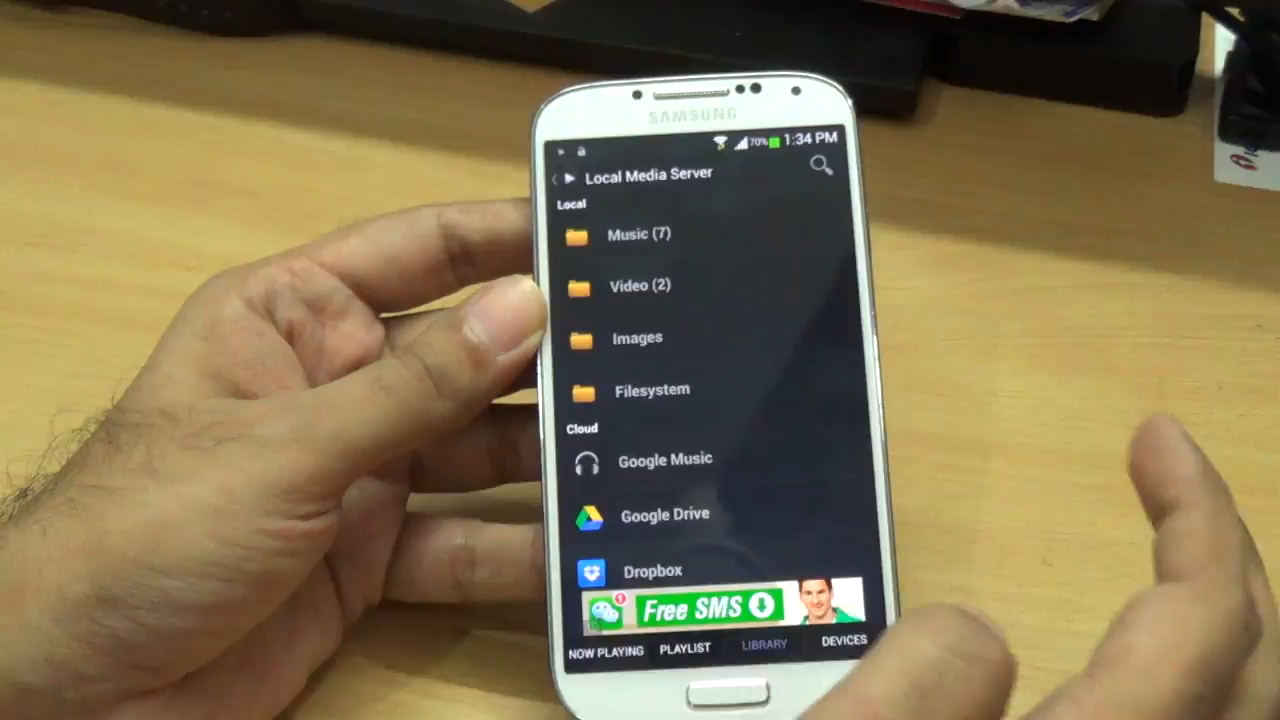 SAMSUNG
70% 1:34 PM
Local Media Server
Local
Music (7)
Video (2)
Images
Filesystem
Cloud
Google Music
Google Drive
Dropbox
1
Free SMS
NOW PLAYING PLAYLIST LIBRARY DEVICES